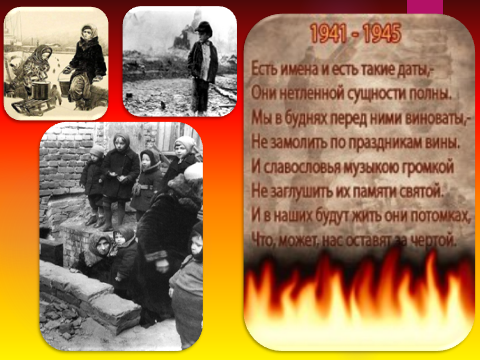 1941 - 1945
Есть имена и есть такие даты,-
Они нетленной сущности полны.
Мы в буднях перед ними виноваты,-
Не замолить по праздникам вины.
И славословья музыкою громкой
Не заглушить их памяти святой.
И в наших будут жить они потомках,
Что, может, нас оставят за чертой.